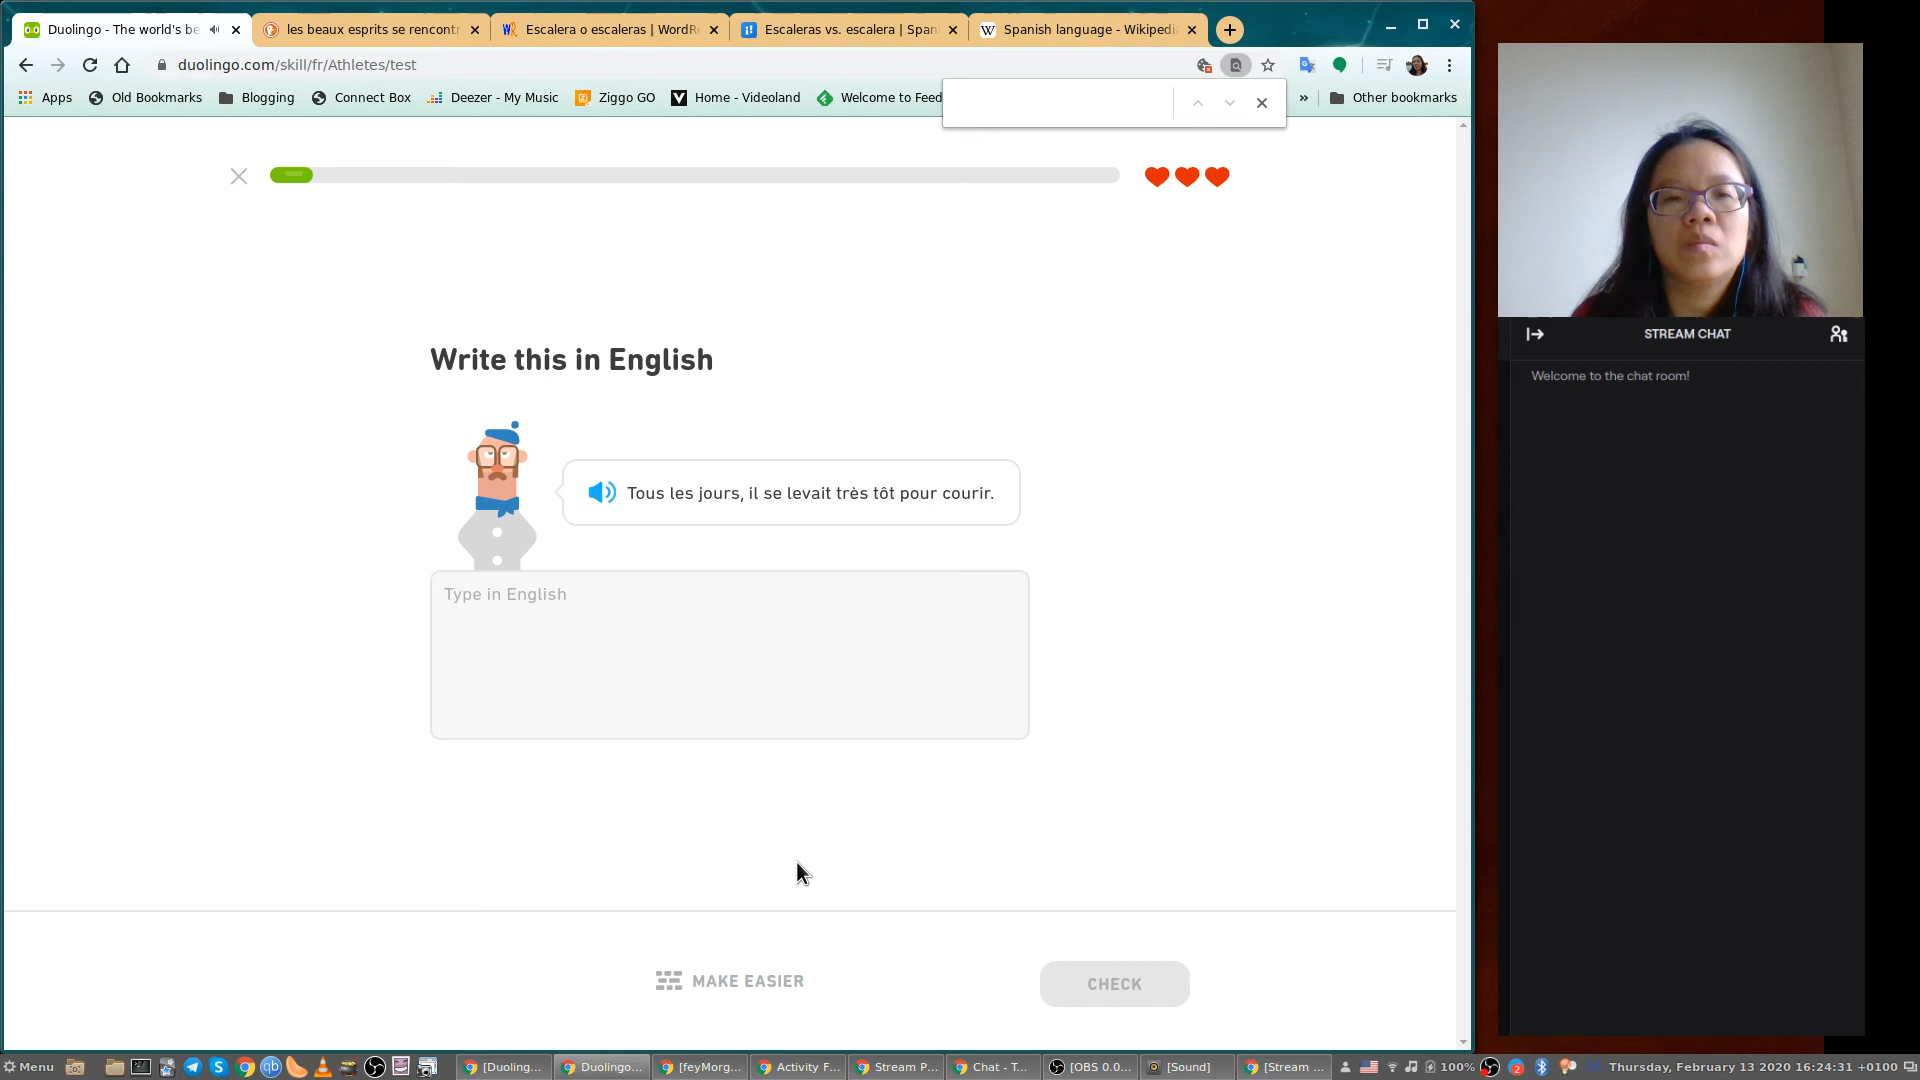 Duolingo - The world's be
les beaux esprits se rencontr
Escalera o escaleras | WordR
Escaleras vs. escalera | Span
Spanish language - Wikipedi
duolingo.com/skill/fr/Athletes/test
Apps
Old Bookmarks
Blogging
Connect Box
Deezer - My Music
Ziggo GO
Home - Videoland
Welcome to Feed
»
Other bookmarks
Write this in English
Tous les jours, il se levait très tôt pour courir.
Type in English
MAKE EASIER
CHECK
STREAM CHAT
Welcome to the chat room!
Menu
[Duoling...
Duolingo...
[feyMorg...
Activity F...
Stream P...
Chat - T...
[OBS 0.0...
[Sound]
[Stream ...
100%
2
Thursday, February 13 2020 16:24:31 +0100